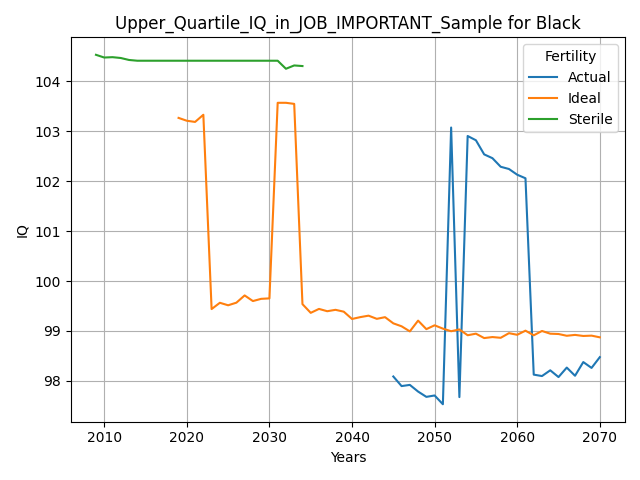 Upper_Quartile_IQ_in_JOB_IMPORTANT_Sample for Black
Fertility
Actual
Ideal
Sterile
IQ
104
103
102
101
100
99
98
2010 2020 2030 2040 2050 2060 2070
Years